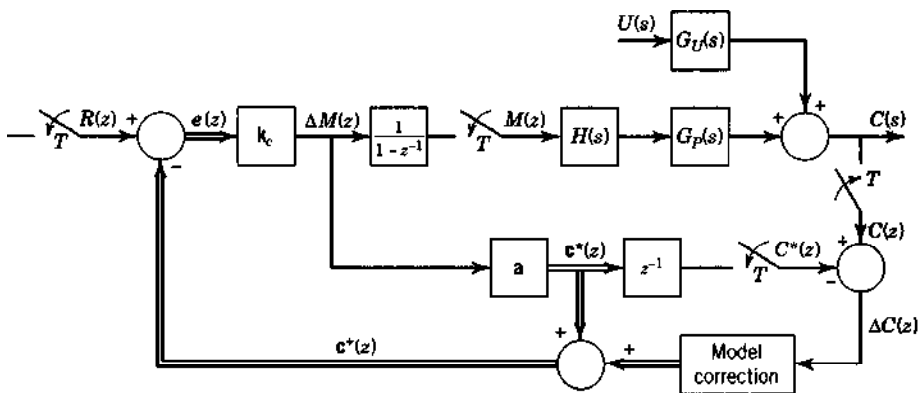 U(s)
G_U(s)
R(z)
+
e(z)
k_c
ΔM(z)
1
1 - z⁻¹
M(z)
H(s)
G_P(s)
+
+
C(s)
T
-
T
T
C(z)
a
c*(z)
z⁻¹
C*(z)
+
-
T
ΔC(z)
c⁺(z)
+
+
Model
correction